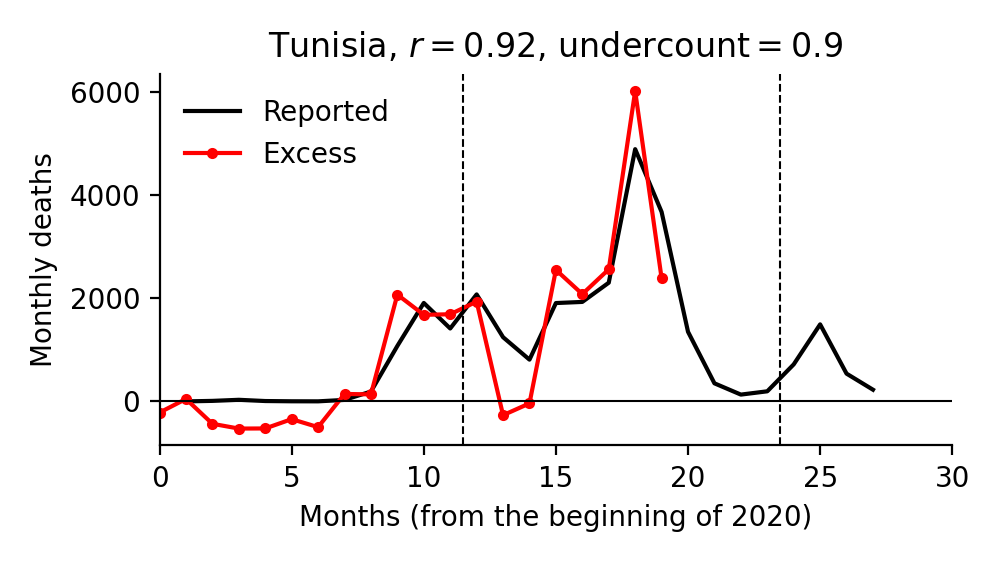 Tunisia, r = 0.92, undercount = 0.9
Monthly deaths
6000
4000
2000
0
Reported
Excess
0 5 10 15 20 25 30
Months (from the beginning of 2020)